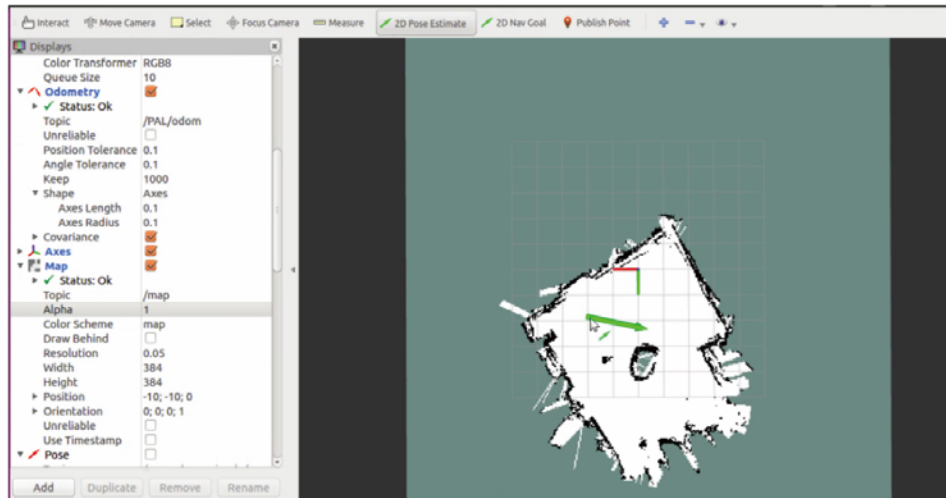 Interact Move Camera Select Focus Camera Measure 2D Pose Estimate 2D Nav Goal Publish Point
Displays
Color Transformer RGB8
Queue Size 10
Odometry
Status: Ok
Topic /PAL/odom
Unreliable
Position Tolerance 0.1
Angle Tolerance 0.1
Keep 1000
Shape Axes
Axes Length 0.1
Axes Radius 0.1
Covariance
Axes
Map
Status: Ok
Topic /map
Alpha 1
Color Scheme map
Draw Behind
Resolution 0.05
Width 384
Height 384
Position -10; -10; 0
Orientation 0; 0; 0; 1
Unreliable
Use Timestamp
Pose
Add Duplicate Remove Rename